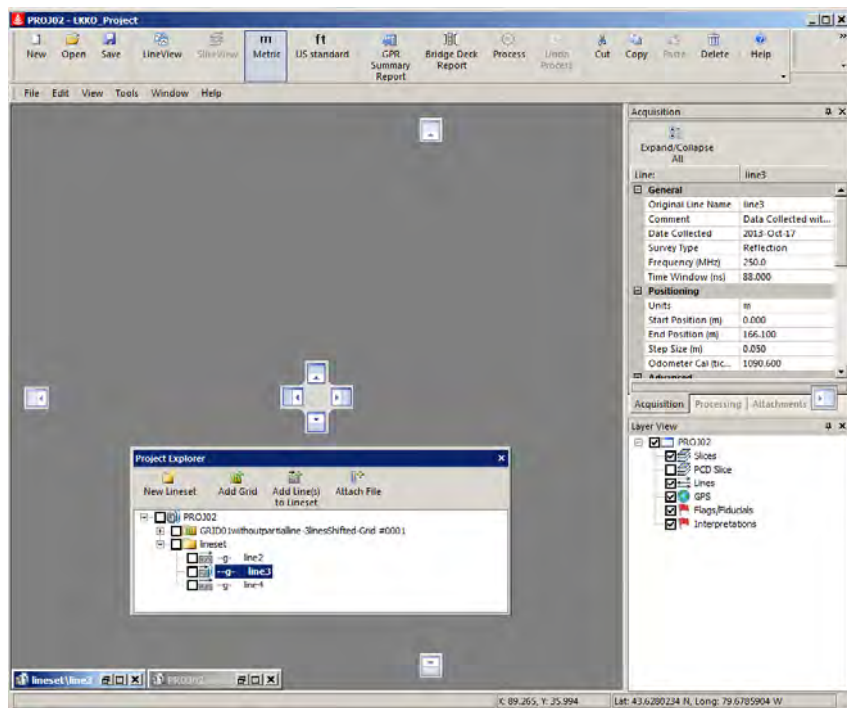 PROJ02 - EKKO_Project
New Open Save LineView SliceView Metric US standard GPR Summary Report Bridge Deck Report Process Undo Process Cut Copy Paste Delete Help
m ft
File Edit View Tools Window Help
Acquisition
Expand/Collapse
All
Line: line3
General
Original Line Name line3
Comment Data Collected wit...
Date Collected 2013-Oct-17
Survey Type Reflection
Frequency (MHz) 250.0
Time Window (ns) 88.000
Positioning
Units m
Start Position (m) 0.000
End Position (m) 166.100
Step Size (m) 0.050
Odometer Cal (tic... 1090.600
Advanced
Acquisition Processing Attachments
Layer View
PROJ02
Slices
PCD Slice
Lines
GPS
Flags/Fiducials
Interpretations
Project Explorer
New Lineset Add Grid Add Line(s) to Lineset Attach File
PROJ02
GRID01withoutpartialline-3linesShifted-Grid #0001
lineset
--g- line2
--g- line3
--g- line4
PROJ02
X: 89.265, Y: 35.994 Lat: 43.6280234 N, Long: 79.6785904 W